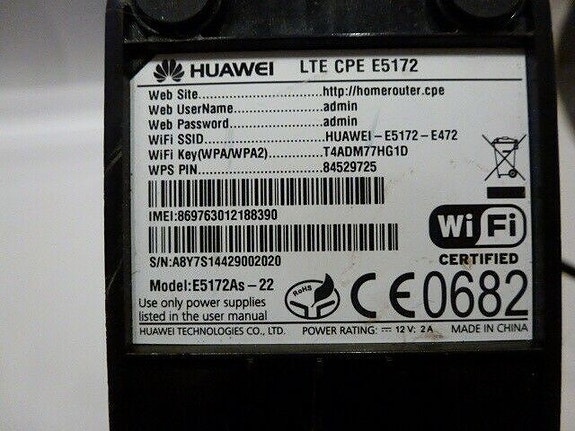 HUAWEI LTE CPE E5172
Web Site......................http://homerouter.cpe
Web UserName................admin
Web Password................admin
WiFi SSID......................HUAWEI-E5172-E472
WiFi Key(WPA/WPA2)............T4ADM77HG1D
WPS PIN........................84529725
IMEI:869763012188390
S/N:A8Y7S14429002020
WiFi
CERTIFIED
Model:E5172As-22
RoHS
CE0682
Use only power supplies
listed in the user manual
HUAWEI TECHNOLOGIES CO., LTD. POWER RATING: ⎓ 12 V; 2 A MADE IN CHINA